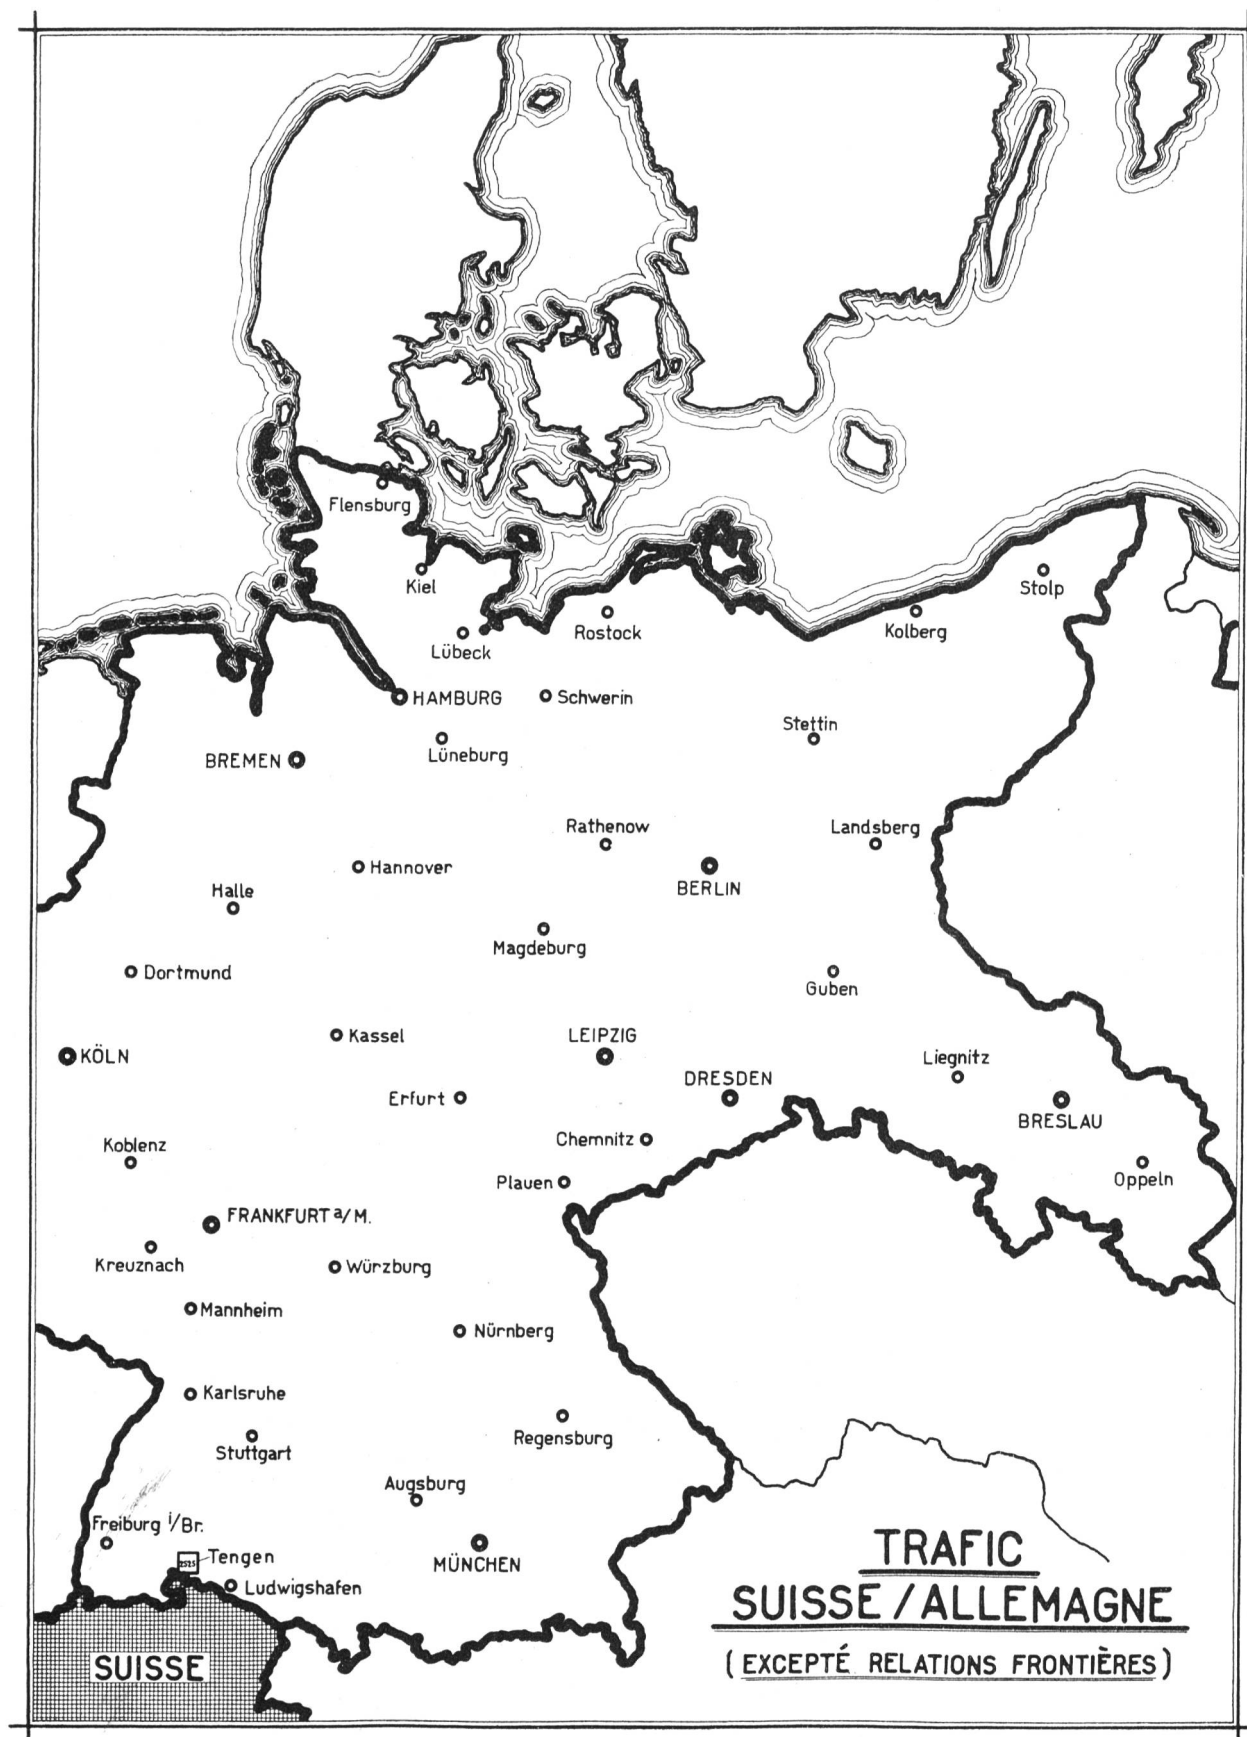 Flensburg
Kiel
Stolp
Lübeck
Rostock
Kolberg
HAMBURG
Schwerin
Stettin
BREMEN
Lüneburg
Rathenow
Landsberg
Hannover
BERLIN
Halle
Magdeburg
Dortmund
Guben
Kassel
LEIPZIG
KÖLN
Liegnitz
DRESDEN
Erfurt
BRESLAU
Chemnitz
Koblenz
Plauen
Oppeln
FRANKFURT a/M.
Kreuznach
Würzburg
Mannheim
Nürnberg
Karlsruhe
Regensburg
Stuttgart
Augsburg
Freiburg i/Br.
2525 Tengen
MÜNCHEN
Ludwigshafen
SUISSE
TRAFIC
SUISSE/ALLEMAGNE
(EXCEPTÉ RELATIONS FRONTIÈRES)